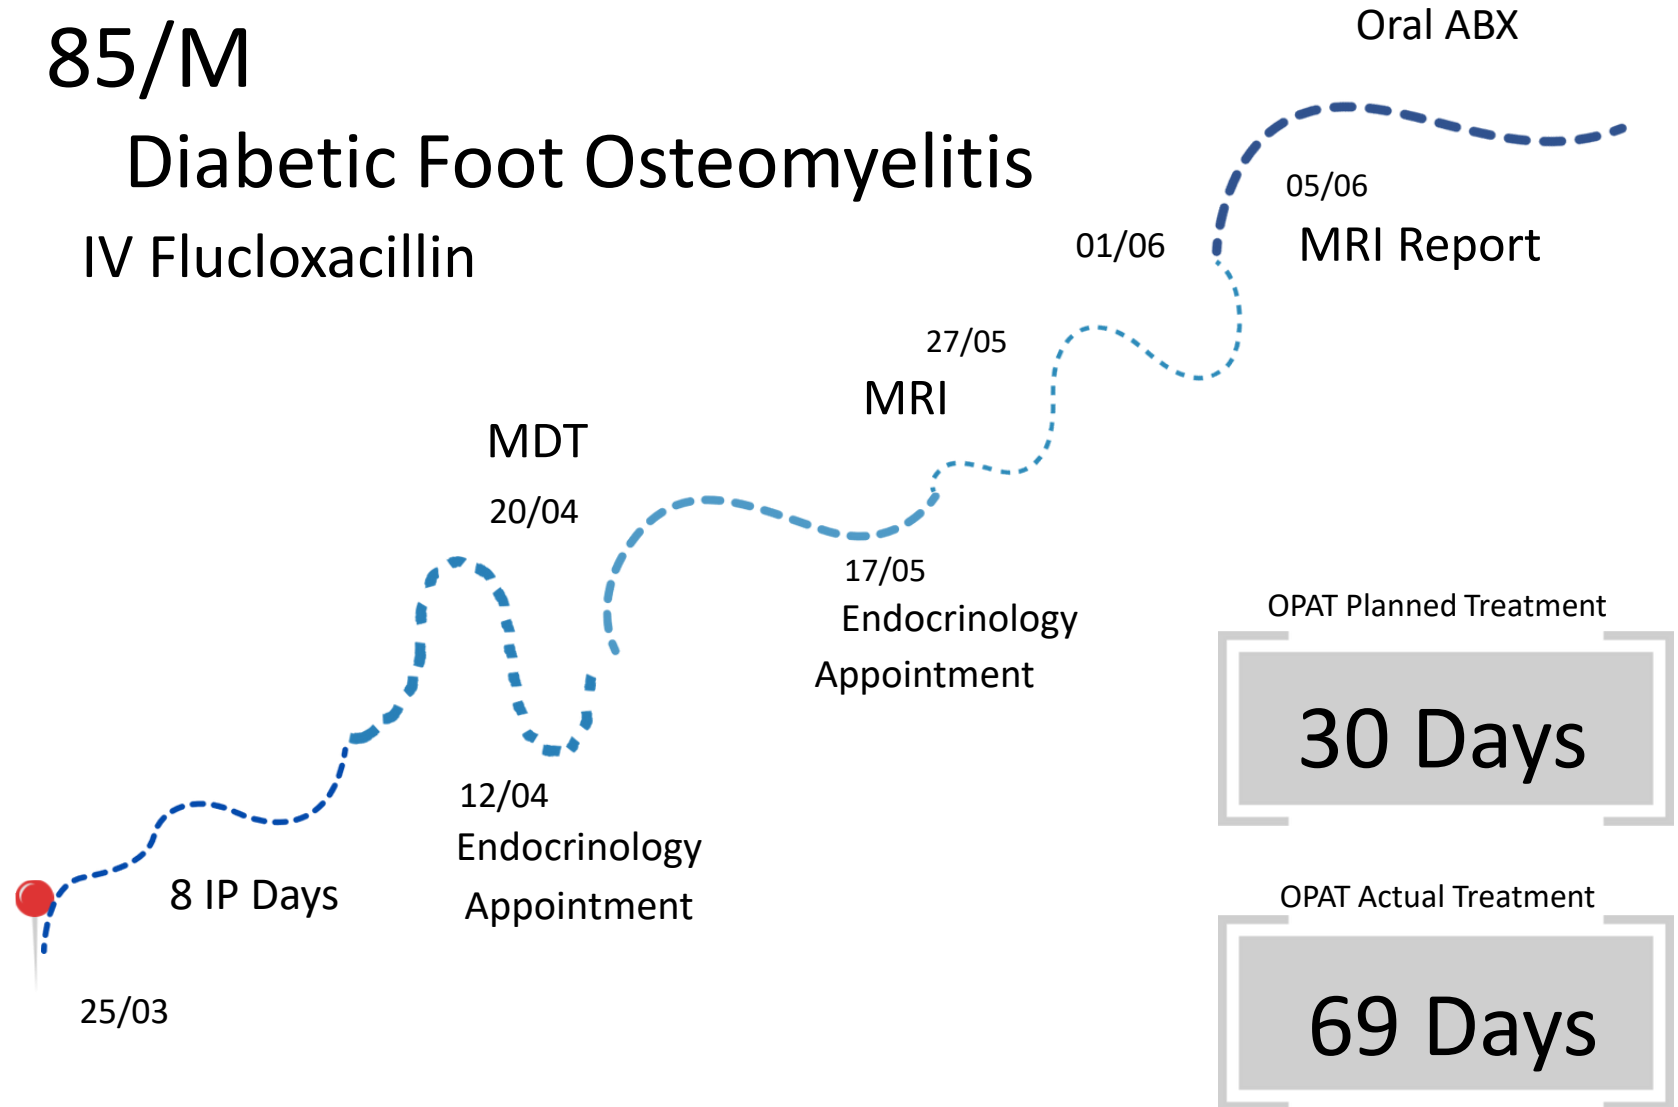 85/M
Diabetic Foot Osteomyelitis
IV Flucloxacillin
25/03
8 IP Days
12/04
Endocrinology
Appointment
MDT
20/04
17/05
Endocrinology
Appointment
27/05
MRI
01/06
05/06
MRI Report
Oral ABX
OPAT Planned Treatment
30 Days
OPAT Actual Treatment
69 Days